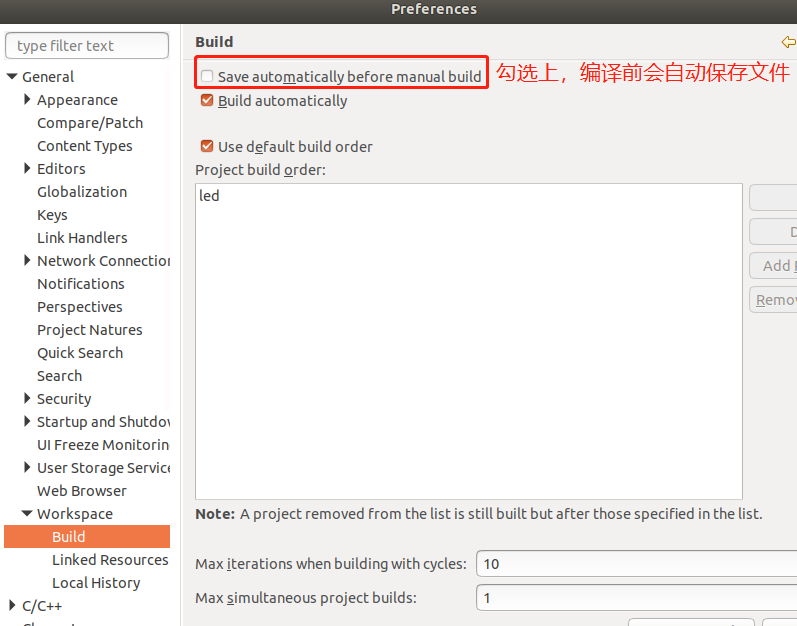 Preferences
type filter text
General
Appearance
Compare/Patch
Content Types
Editors
Globalization
Keys
Link Handlers
Network Connection
Notifications
Perspectives
Project Natures
Quick Search
Search
Security
Startup and Shutdov
UI Freeze Monitorin
User Storage Service
Web Browser
Workspace
Build
Linked Resources
Local History
C/C++
Build
Save automatically before manual build 勾选上，编译前会自动保存文件
Build automatically
Use default build order
Project build order:
led
D
Add
Remov
Note: A project removed from the list is still built but after those specified in the list.
Max iterations when building with cycles: 10
Max simultaneous project builds: 1